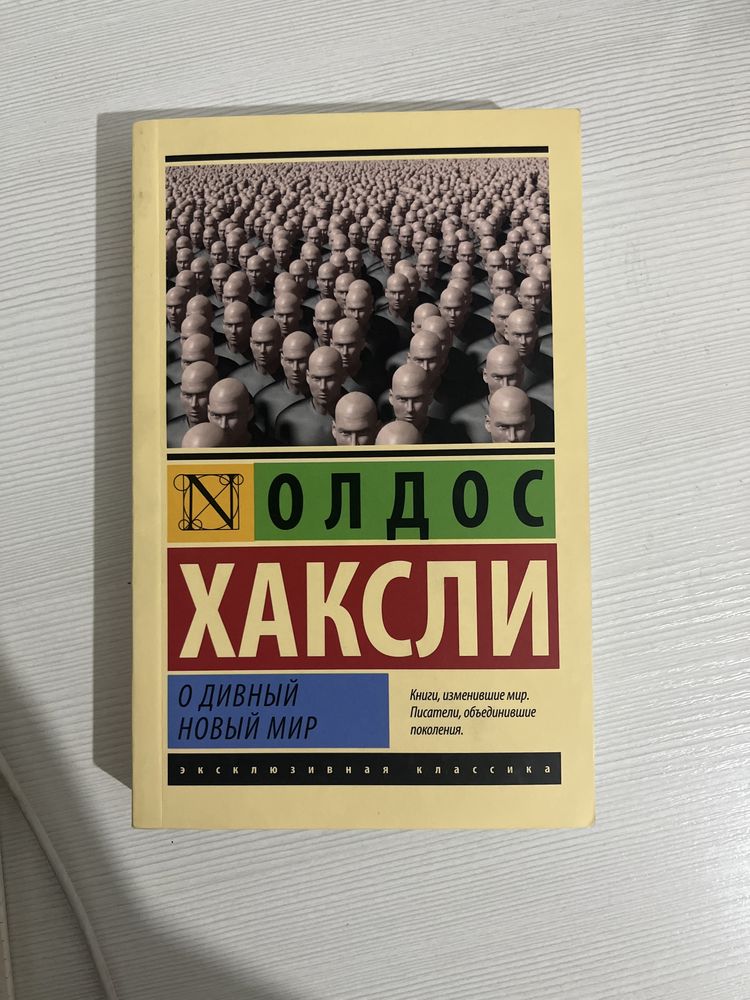 N
ОЛДОС
ХАКСЛИ
О ДИВНЫЙ
НОВЫЙ МИР
Книги, изменившие мир.
Писатели, объединившие
поколения.
эксклюзивная классика